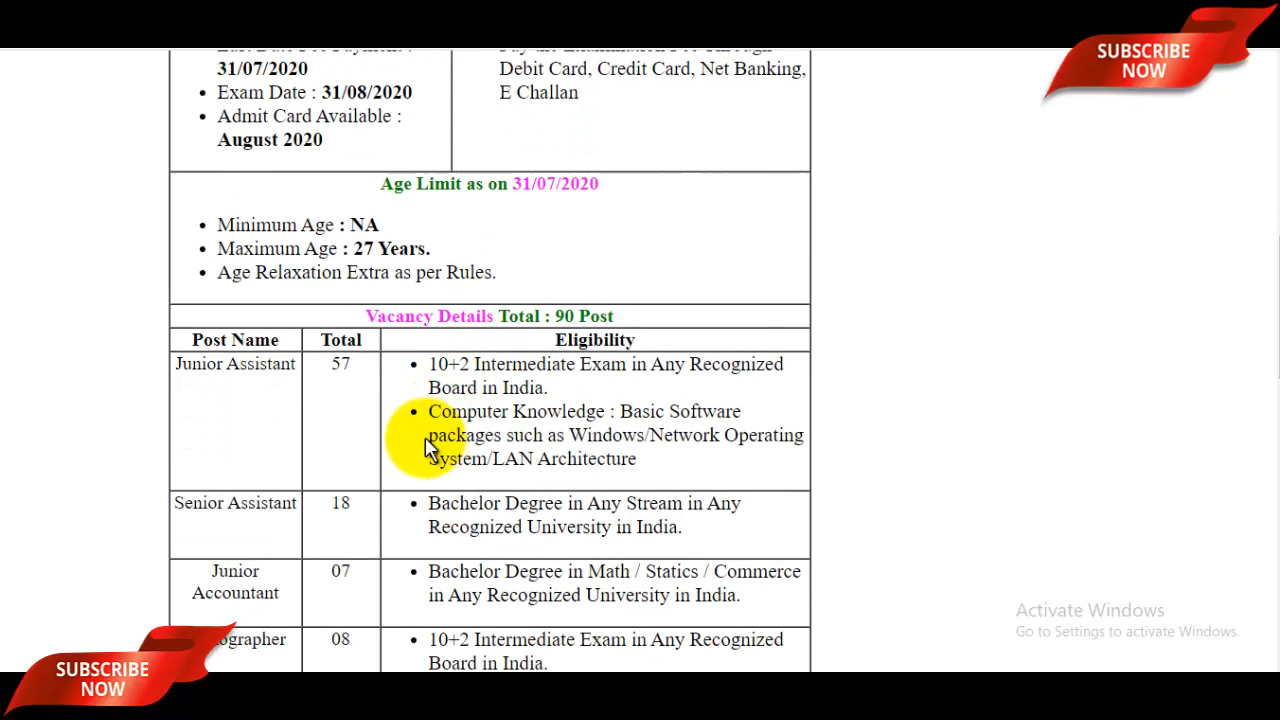 SUBSCRIBE
NOW
31/07/2020
Debit Card, Credit Card, Net Banking,
Exam Date : 31/08/2020
E Challan
Admit Card Available :
August 2020
Age Limit as on 31/07/2020
Minimum Age : NA
Maximum Age : 27 Years.
Age Relaxation Extra as per Rules.
Vacancy Details Total : 90 Post
Post Name Total Eligibility
Junior Assistant 57 10+2 Intermediate Exam in Any Recognized
Board in India.
Computer Knowledge : Basic Software
packages such as Windows/Network Operating
System/LAN Architecture
Senior Assistant 18 Bachelor Degree in Any Stream in Any
Recognized University in India.
Junior
Accountant 07 Bachelor Degree in Math / Statics / Commerce
in Any Recognized University in India.
08 10+2 Intermediate Exam in Any Recognized
Board in India.
Activate Windows
Go to Settings to activate Windows.
SUBSCRIBE
NOW